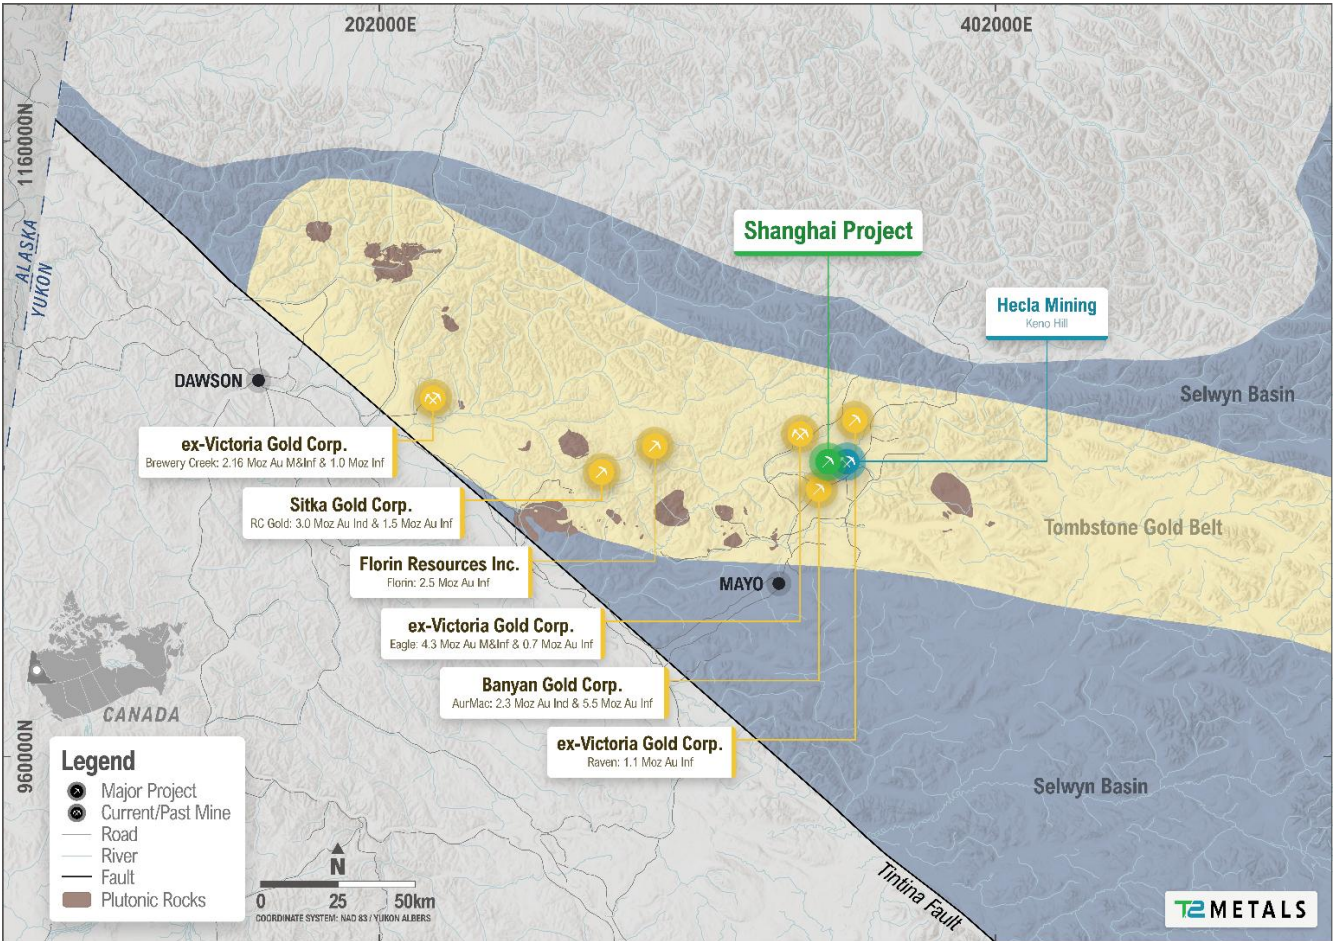 202000E
402000E
1160000N
960000N
ALASKA
YUKON
Shanghai Project
Hecla Mining
Keno Hill
Selwyn Basin
DAWSON
ex-Victoria Gold Corp.
Brewery Creek: 2.16 Moz Au M&Inf & 1.0 Moz Inf
Sitka Gold Corp.
RC Gold: 3.0 Moz Au Ind & 1.5 Moz Au Inf
Tombstone Gold Belt
Florin Resources Inc.
Florin: 2.5 Moz Au Inf
MAYO
ex-Victoria Gold Corp.
Eagle: 4.3 Moz Au M&Inf & 0.7 Moz Au Inf
Banyan Gold Corp.
AurMac: 2.3 Moz Au Ind & 5.5 Moz Au Inf
ex-Victoria Gold Corp.
Raven: 1.1 Moz Au Inf
CANADA
Selwyn Basin
Legend
Major Project
Current/Past Mine
Road
River
Fault
Plutonic Rocks
N
0 25 50km
COORDINATE SYSTEM: NAD 83 / YUKON ALBERS
Tintina Fault
T2 METALS